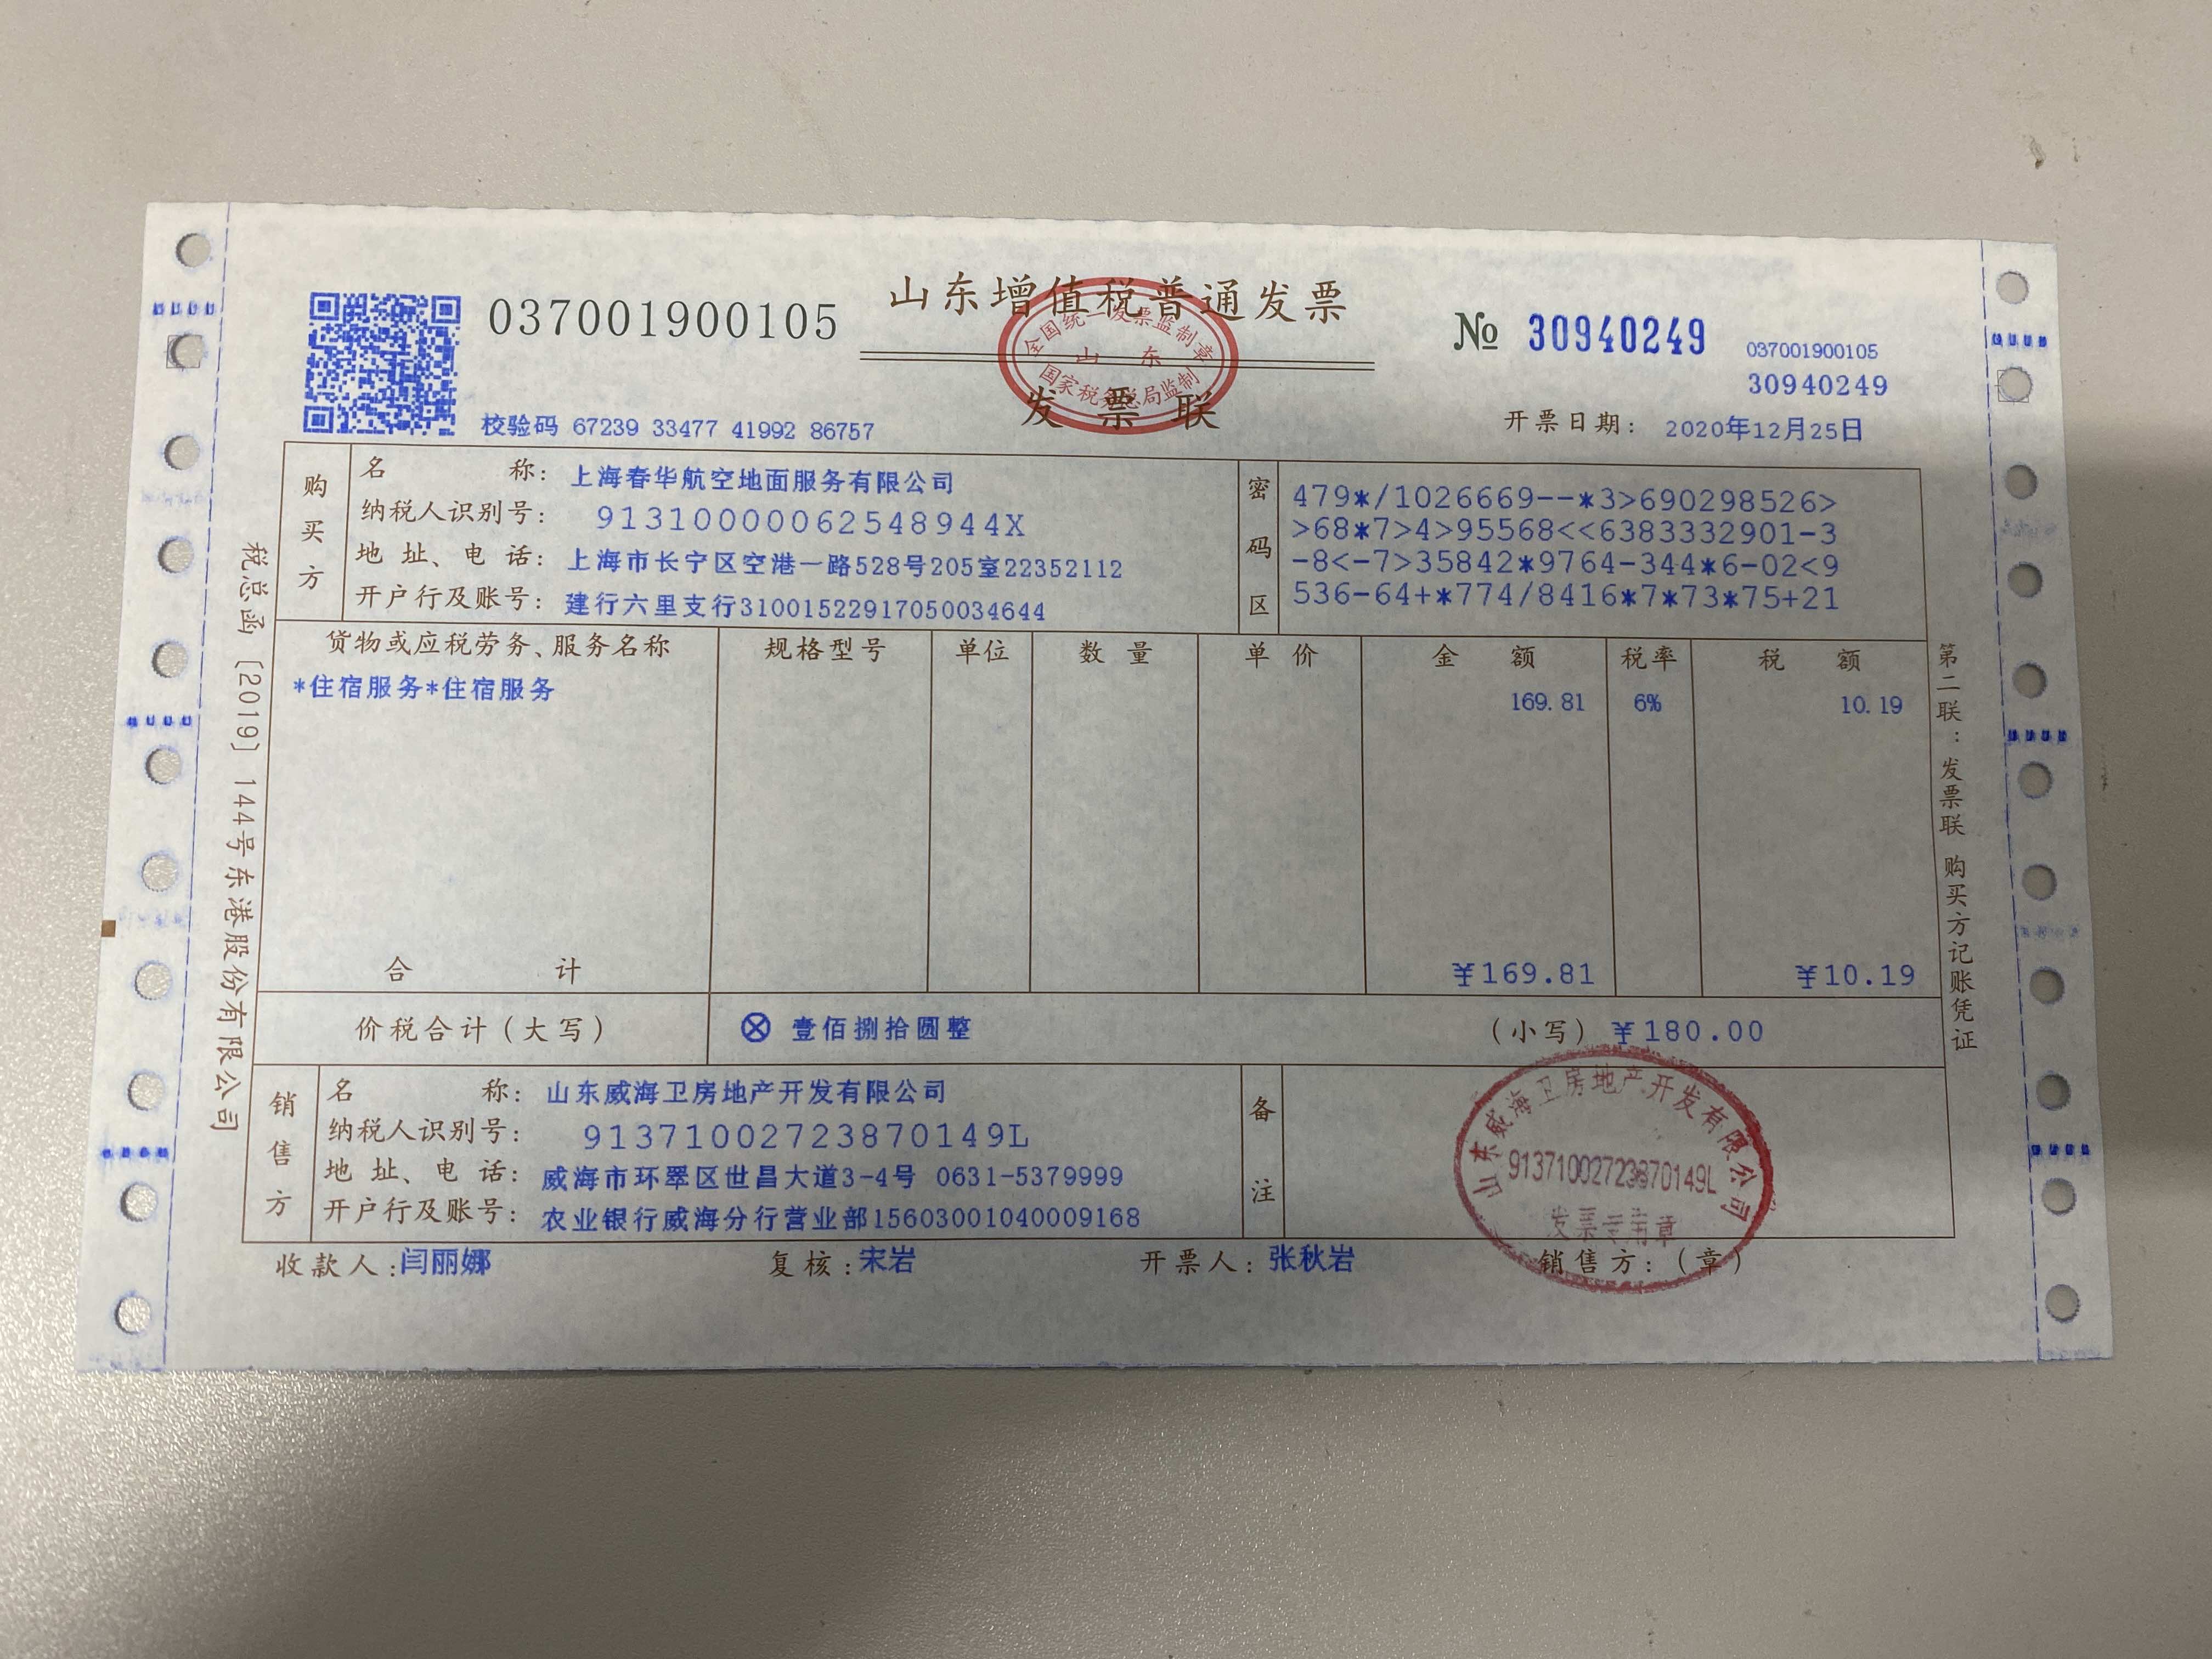 037001900105
山东增值税普通发票
发票联
全国统一发票监制章
山东
国家税务总局监制
№ 30940249
037001900105
30940249
校验码 67239 33477 41992 86757
开票日期: 2020年12月25日
税总函〔2019〕144号东港股份有限公司
购买方
名 称: 上海春华航空地面服务有限公司
纳税人识别号: 91310000062548944X
地 址、电 话: 上海市长宁区空港一路528号205室22352112
开户行及账号: 建行六里支行31001522917050034644
密码区
479*/1026669--*3>690298526>
>68*7>4>95568<<6383332901-3
-8<-7>35842*9764-344*6-02<9
536-64+*774/8416*7*73*75+21
货物或应税劳务、服务名称 规格型号 单位 数量 单价 金额 税率 税额
*住宿服务*住宿服务 169.81 6% 10.19
合 计 ¥169.81 ¥10.19
价税合计(大写) ⊗ 壹佰捌拾圆整 (小写) ¥180.00
销售方
名 称: 山东威海卫房地产开发有限公司
纳税人识别号: 91371002723870149L
地 址、电 话: 威海市环翠区世昌大道3-4号 0631-5379999
开户行及账号: 农业银行威海分行营业部15603001040009168
备注
山东威海卫房地产开发有限公司
91371002723870149L
发票专用章
收款人: 闫丽娜 复核: 宋岩 开票人: 张秋岩 销售方: (章)
第二联: 发票联 购买方记账凭证